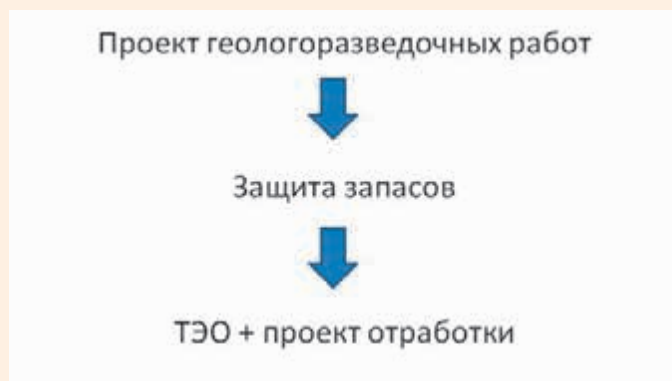 Проект геологоразведочных работ
Защита запасов
ТЭО + проект отработки